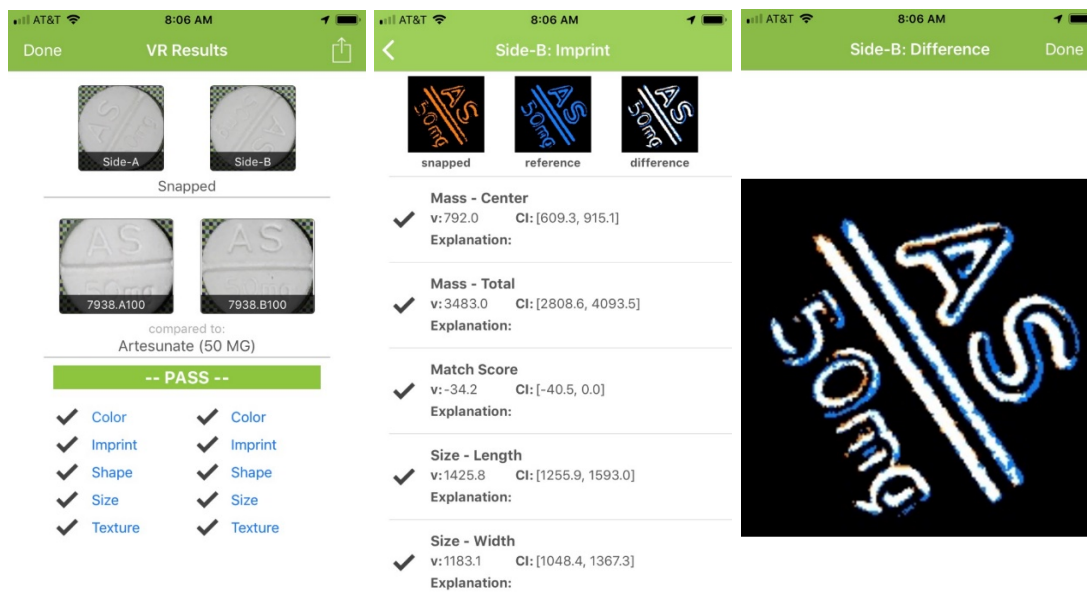 AT&T 8:06 AM
Done VR Results
Side-A Side-B
Snapped
AS AS
50mg
7938.A100 7938.B100
compared to:
Artesunate (50 MG)
-- PASS --
Color Color
Imprint Imprint
Shape Shape
Size Size
Texture Texture
AT&T 8:06 AM
Side-B: Imprint
AS AS AS
50mg 50mg 50mg
snapped reference difference
Mass - Center
v:792.0 CI:[609.3, 915.1]
Explanation:
Mass - Total
v:3483.0 CI:[2808.6, 4093.5]
Explanation:
Match Score
v:-34.2 CI:[-40.5, 0.0]
Explanation:
Size - Length
v:1425.8 CI:[1255.9, 1593.0]
Explanation:
Size - Width
v:1183.1 CI:[1048.4, 1367.3]
Explanation:
AT&T 8:06 AM
Side-B: Difference Done
AS
50mg